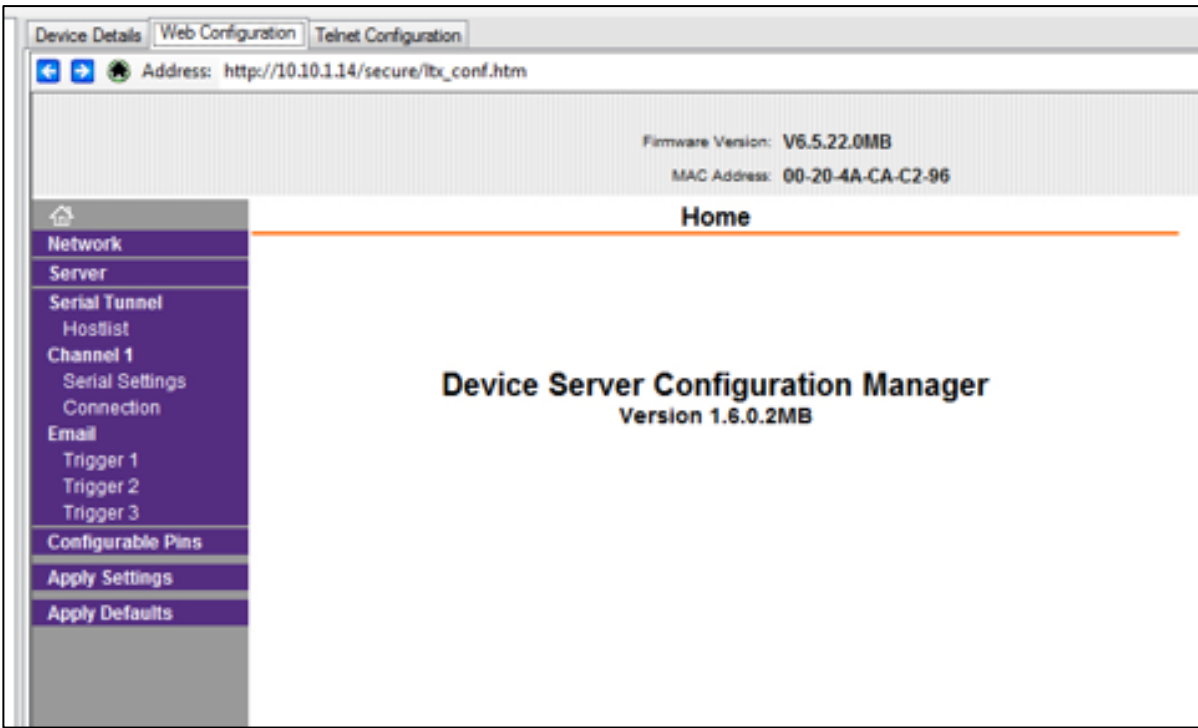 Device Details Web Configuration Telnet Configuration
Address: http://10.10.1.14/secure/ltx_conf.htm
Firmware Version: V6.5.22.0MB
MAC Address: 00-20-4A-CA-C2-96
Home
Network
Server
Serial Tunnel
Hostlist
Channel 1
Serial Settings
Connection
Email
Trigger 1
Trigger 2
Trigger 3
Configurable Pins
Apply Settings
Apply Defaults
Device Server Configuration Manager
Version 1.6.0.2MB